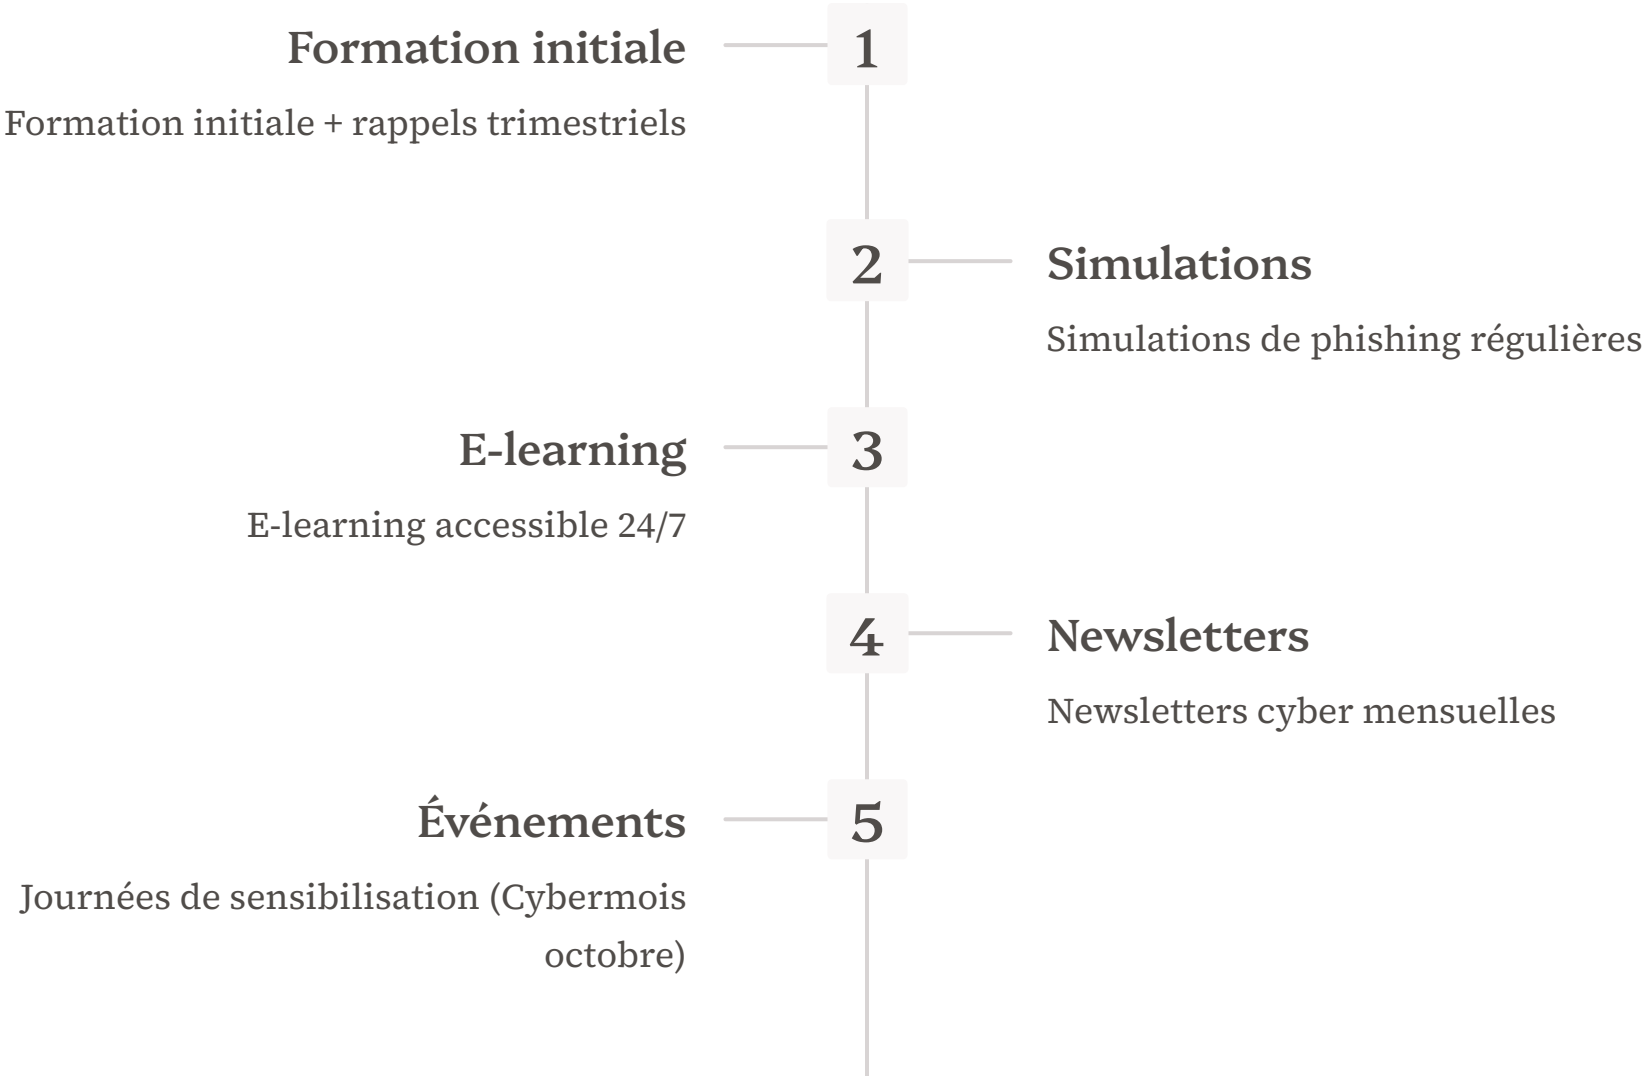 Formation initiale
1
Formation initiale + rappels trimestriels
2
Simulations
Simulations de phishing régulières
E-learning
3
E-learning accessible 24/7
4
Newsletters
Newsletters cyber mensuelles
Événements
5
Journées de sensibilisation (Cybermois
octobre)